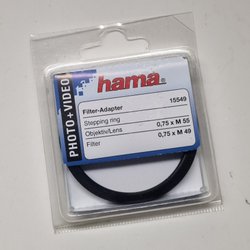 PHOTO+VIDEO
hama
Filter-Adapter 15549
Stepping ring 0,75 x M 55
Objektiv/Lens 0,75 x M 49
Filter